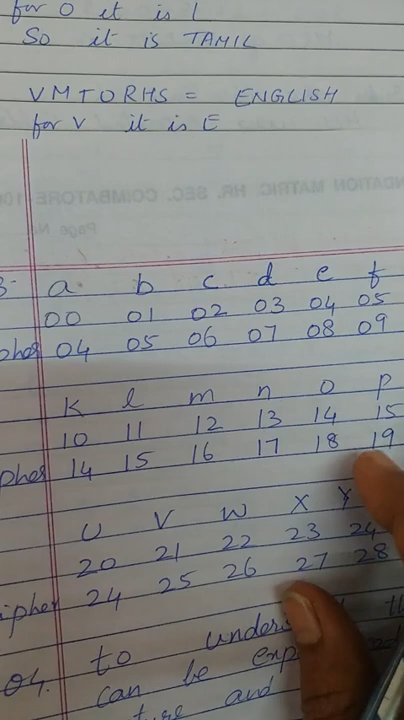 for O it is L
So it is TAMIL
VMTORHS = ENGLISH
for V it is E
a b c d e f
00 01 02 03 04 05
04 05 06 07 08 09
K l m n o p
10 11 12 13 14 15
14 15 16 17 18 19
U V W X Y
20 21 22 23 24
24 25 26 27 28
04. to
can be
and